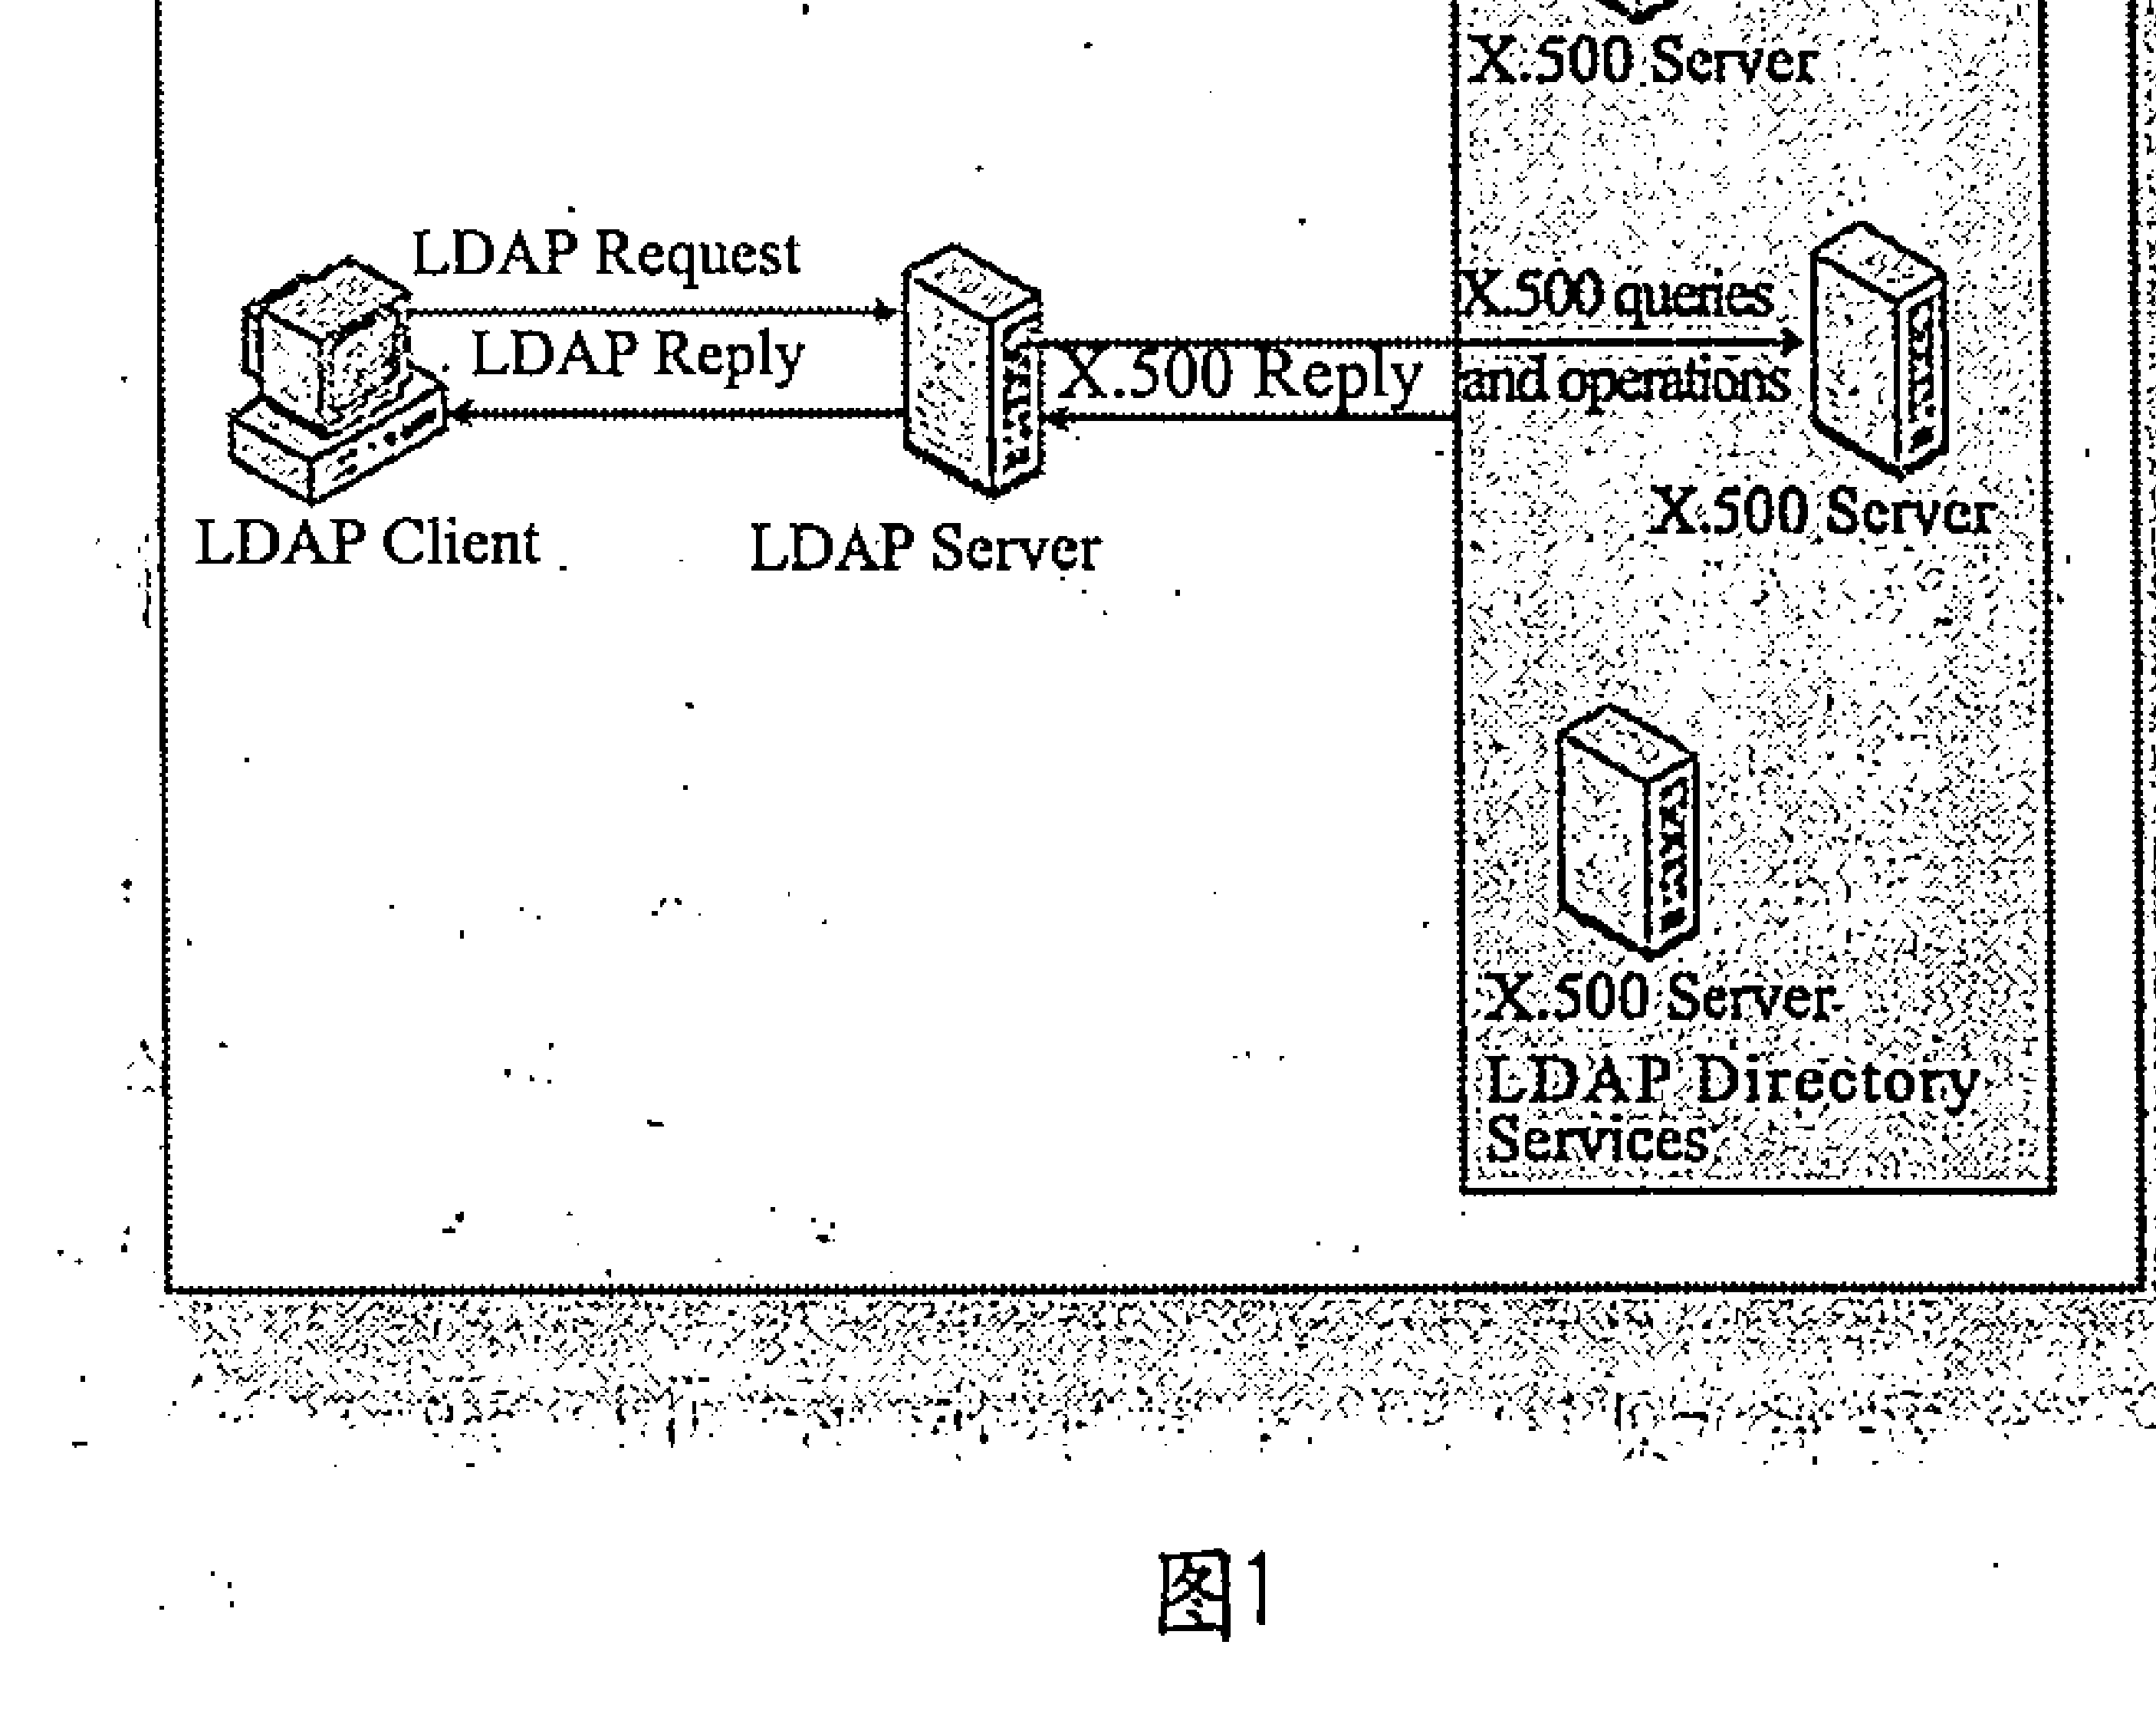 X.500 Server
LDAP Request
LDAP Reply
X.500 queries
and operations
X.500 Reply
LDAP Client
LDAP Server
X.500 Server
X.500 Server
LDAP Directory
Services
图1